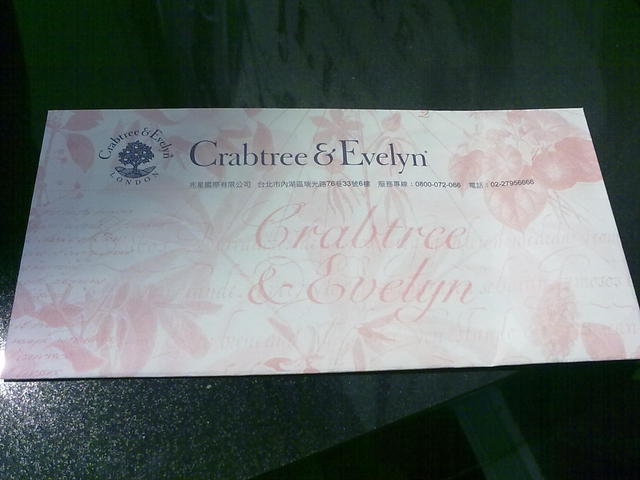 Crabtree & Evelyn®
LONDON
Crabtree & Evelyn®
兆星國際有限公司 台北市內湖區瑞光路76巷33號6樓 服務專線：0800-072-066 電話：02-27956666
Crabtree
& Evelyn